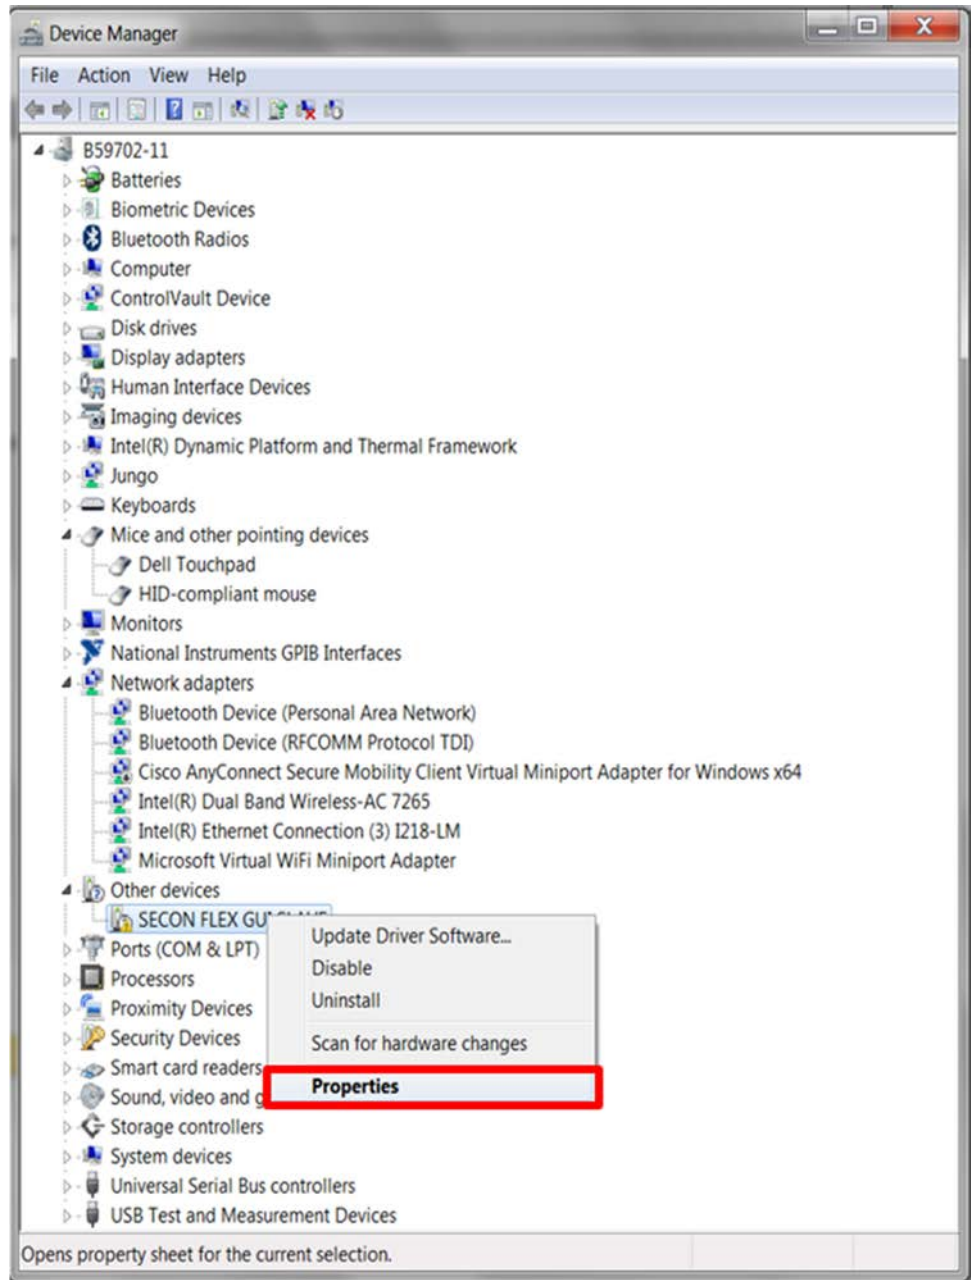 Device Manager
File Action View Help
B59702-11
Batteries
Biometric Devices
Bluetooth Radios
Computer
ControlVault Device
Disk drives
Display adapters
Human Interface Devices
Imaging devices
Intel(R) Dynamic Platform and Thermal Framework
Jungo
Keyboards
Mice and other pointing devices
Dell Touchpad
HID-compliant mouse
Monitors
National Instruments GPIB Interfaces
Network adapters
Bluetooth Device (Personal Area Network)
Bluetooth Device (RFCOMM Protocol TDI)
Cisco AnyConnect Secure Mobility Client Virtual Miniport Adapter for Windows x64
Intel(R) Dual Band Wireless-AC 7265
Intel(R) Ethernet Connection (3) I218-LM
Microsoft Virtual WiFi Miniport Adapter
Other devices
SECON FLEX GUI
Update Driver Software...
Ports (COM & LPT)
Disable
Processors
Uninstall
Proximity Devices
Security Devices
Scan for hardware changes
Smart card readers
Properties
Sound, video and g
Storage controllers
System devices
Universal Serial Bus controllers
USB Test and Measurement Devices
Opens property sheet for the current selection.